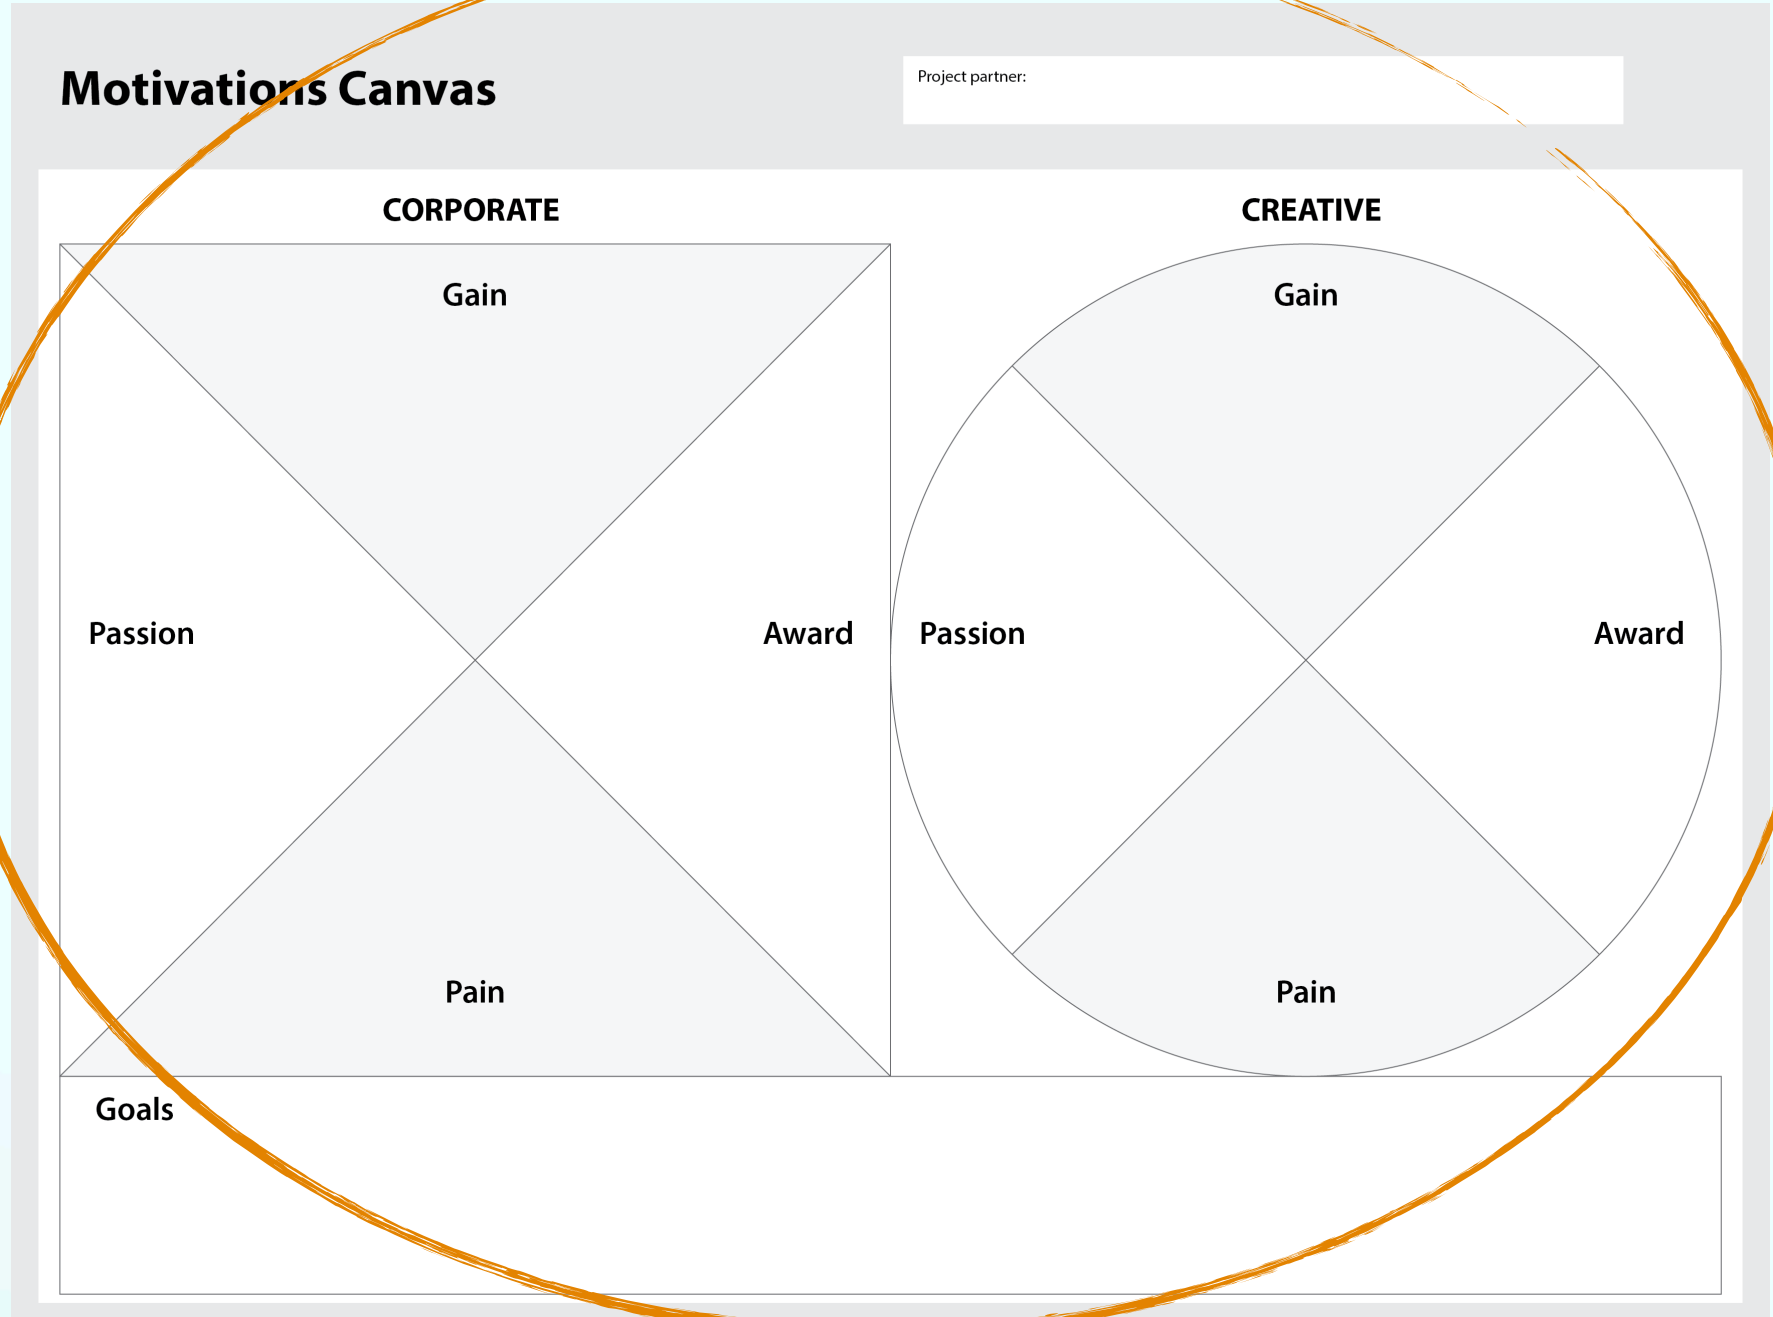 Motivations Canvas
Project partner:
CORPORATE
Gain
Passion
Award
Pain
CREATIVE
Gain
Passion
Award
Pain
Goals